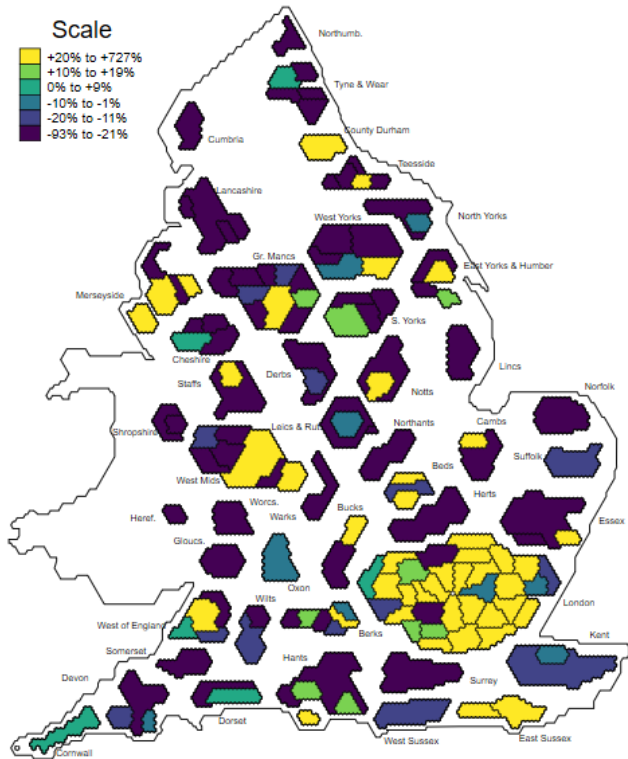 Scale
+20% to +727%
+10% to +19%
0% to +9%
-10% to -1%
-20% to -11%
-93% to -21%
Northumb.
Tyne & Wear
County Durham
Cumbria
Teesside
Lancashire
West Yorks
North Yorks
Gr. Mancs
East Yorks & Humber
Merseyside
S. Yorks
Cheshire
Lincs
Staffs
Derbs
Notts
Norfolk
Shropshire
Leics & Rut
Northants
Cambs
Suffolk
West Mids
Beds
Worcs.
Herts
Heref.
Warks
Bucks
Essex
Gloucs.
Oxon
Wilts
London
West of England
Berks
Kent
Somerset
Hants
Devon
Surrey
Dorset
West Sussex
East Sussex
Cornwall